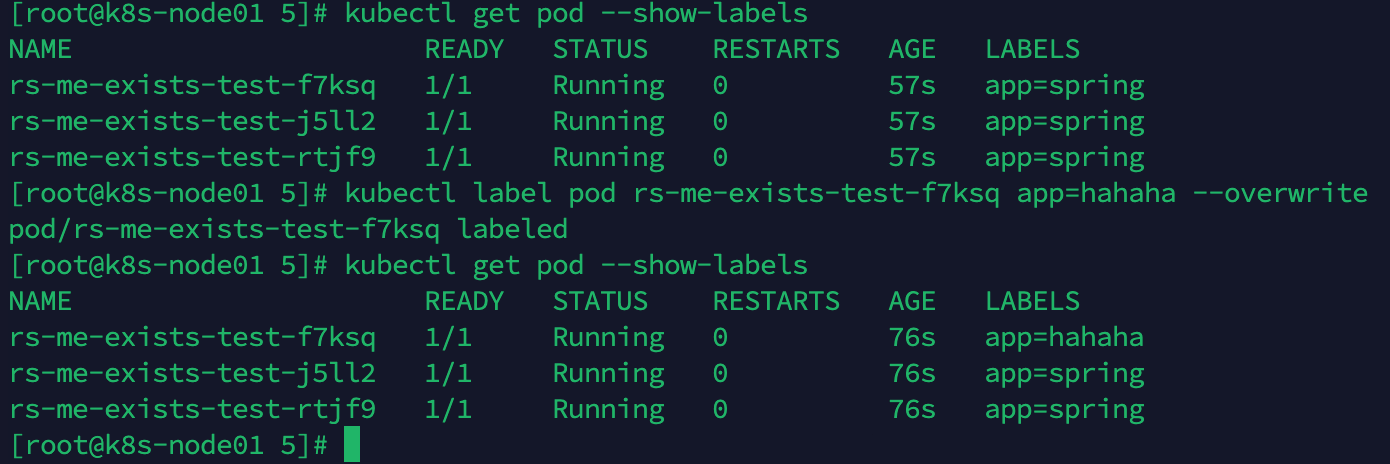 [root@k8s-node01 5]# kubectl get pod --show-labels
NAME                      READY   STATUS    RESTARTS   AGE   LABELS
rs-me-exists-test-f7ksq   1/1     Running   0          57s   app=spring
rs-me-exists-test-j5ll2   1/1     Running   0          57s   app=spring
rs-me-exists-test-rtjf9   1/1     Running   0          57s   app=spring
[root@k8s-node01 5]# kubectl label pod rs-me-exists-test-f7ksq app=hahaha --overwrite
pod/rs-me-exists-test-f7ksq labeled
[root@k8s-node01 5]# kubectl get pod --show-labels
NAME                      READY   STATUS    RESTARTS   AGE   LABELS
rs-me-exists-test-f7ksq   1/1     Running   0          76s   app=hahaha
rs-me-exists-test-j5ll2   1/1     Running   0          76s   app=spring
rs-me-exists-test-rtjf9   1/1     Running   0          76s   app=spring
[root@k8s-node01 5]#